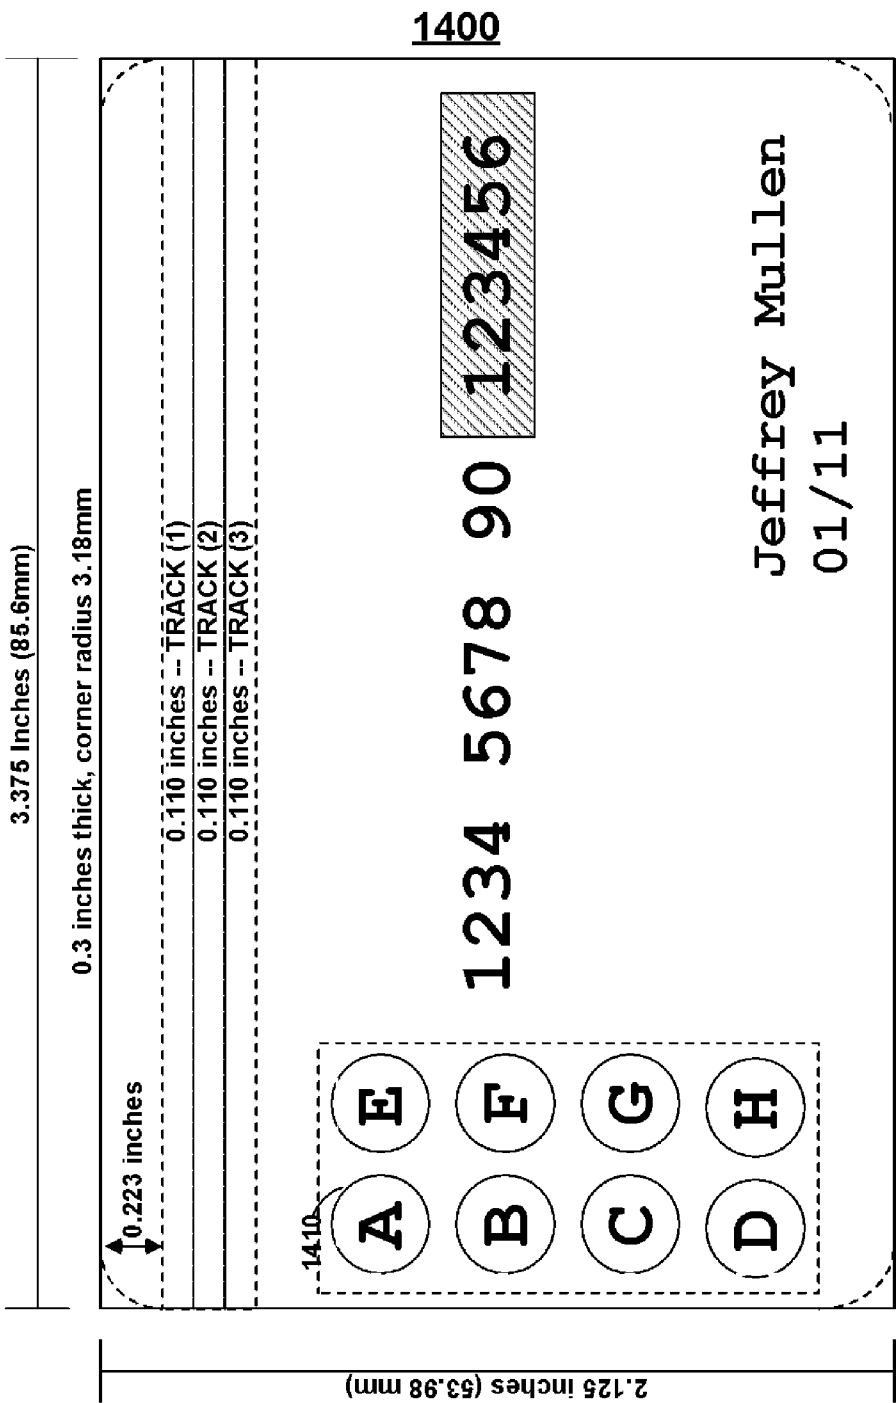 1400
3.375 Inches (85.6mm)
0.3 inches thick, corner radius 3.18mm
0.223 inches
0.110 inches -- TRACK (1)
0.110 inches -- TRACK (2)
0.110 inches -- TRACK (3)
1410
A E
B F
C G
D H
1234 5678 90 123456
Jeffrey Mullen
01/11
2.125 inches (53.98 mm)